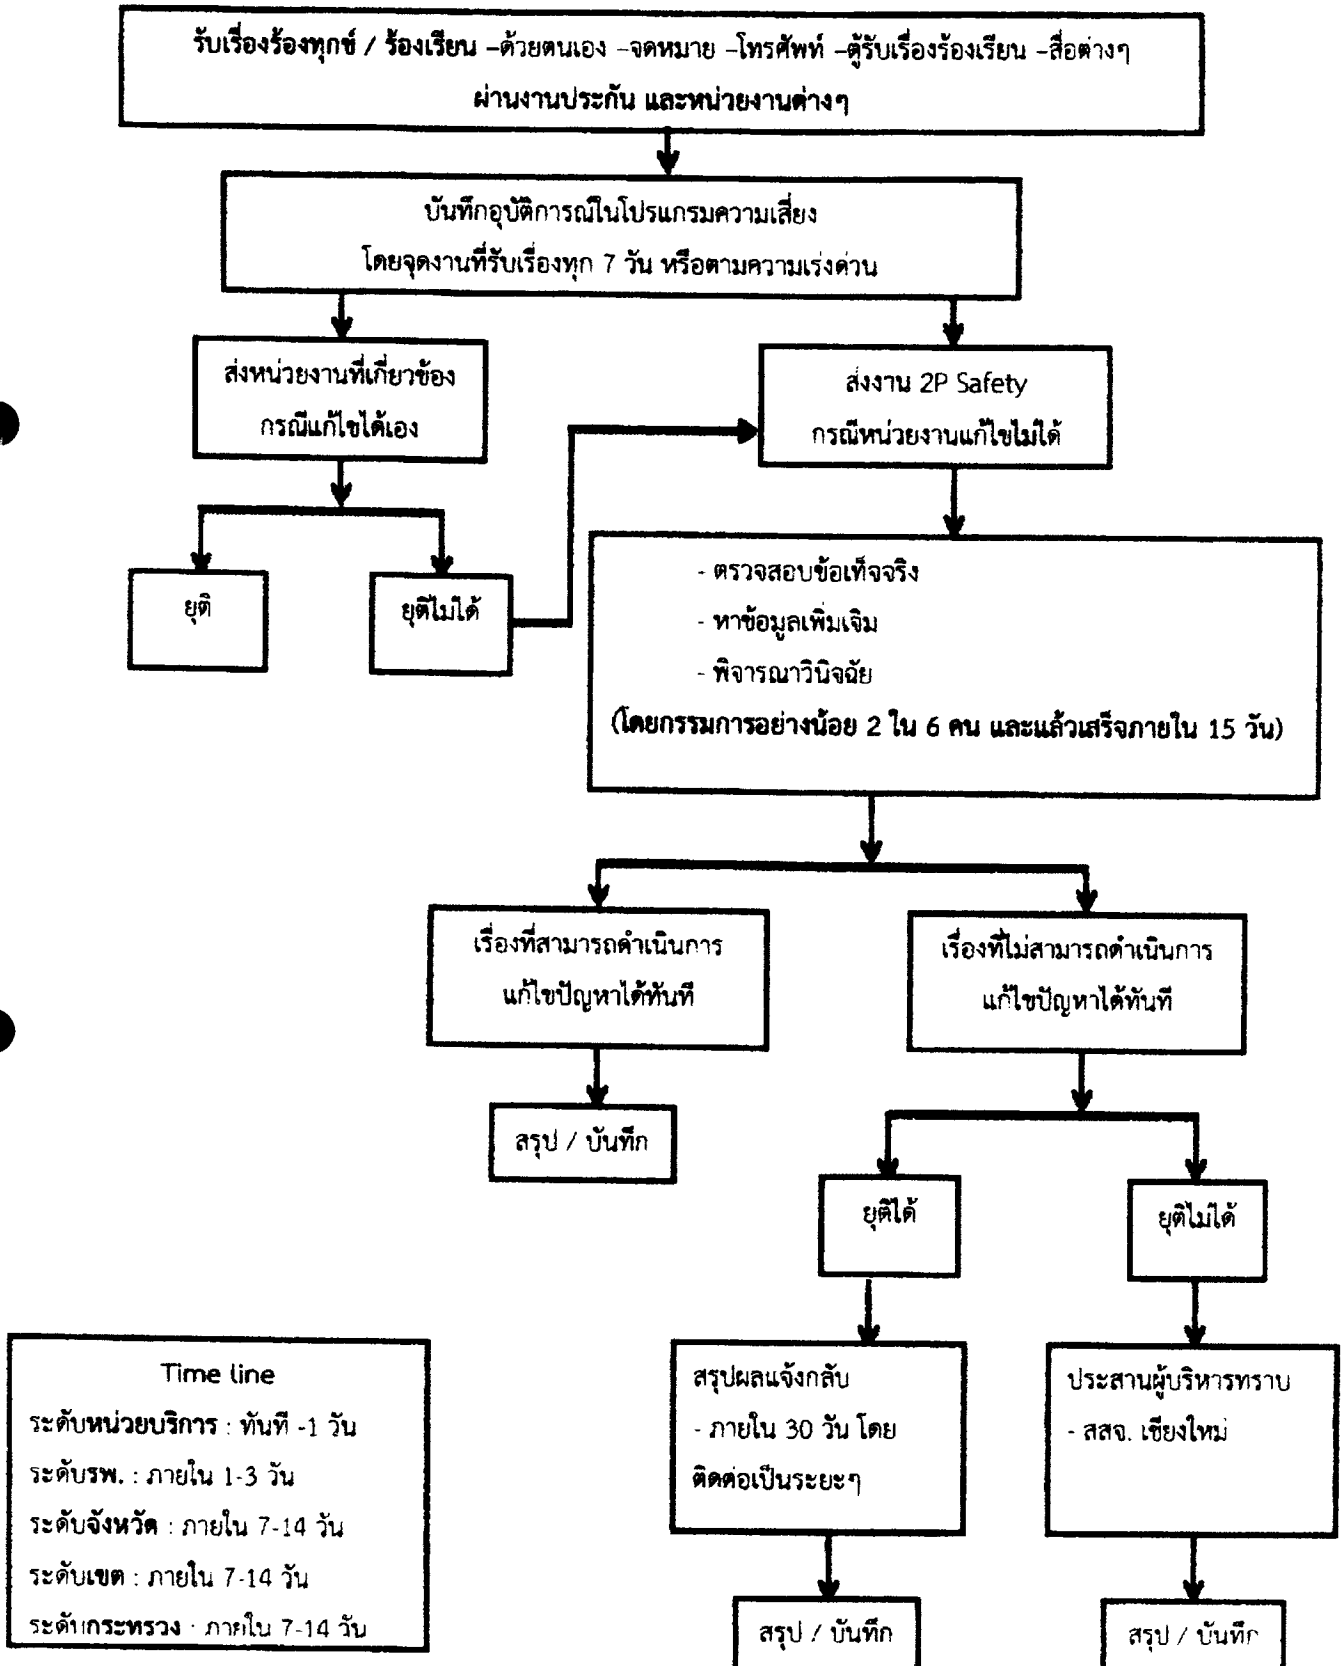 รับเรื่องร้องทุกข์ / ร้องเรียน –ด้วยตนเอง –จดหมาย –โทรศัพท์ –ตู้รับเรื่องร้องเรียน –สื่อต่างๆ
ผ่านงานประกัน และหน่วยงานต่างๆ
บันทึกอุบัติการณ์ในโปรแกรมความเสี่ยง
โดยจุดงานที่รับเรื่องทุก 7 วัน หรือตามความเร่งด่วน
ส่งหน่วยงานที่เกี่ยวข้อง
กรณีแก้ไขได้เอง
ส่งงาน 2P Safety
กรณีหน่วยงานแก้ไขไม่ได้
ยุติ
ยุติไม่ได้
- ตรวจสอบข้อเท็จจริง
- หาข้อมูลเพิ่มเจิม
- พิจารณาวินิจฉัย
(โดยกรรมการอย่างน้อย 2 ใน 6 คน และแล้วเสร็จภายใน 15 วัน)
เรื่องที่สามารถดำเนินการ
แก้ไขปัญหาได้ทันที
เรื่องที่ไม่สามารถดำเนินการ
แก้ไขปัญหาได้ทันที
สรุป / บันทึก
ยุติได้
ยุติไม่ได้
สรุปผลแจ้งกลับ
- ภายใน 30 วัน โดย
ติดต่อเป็นระยะๆ
ประสานผู้บริหารทราบ
- สสจ. เชียงใหม่
สรุป / บันทึก
สรุป / บันทึก
Time line
ระดับหน่วยบริการ : ทันที -1 วัน
ระดับรพ. : ภายใน 1-3 วัน
ระดับจังหวัด : ภายใน 7-14 วัน
ระดับเขต : ภายใน 7-14 วัน
ระดับกระทรวง : ภายใน 7-14 วัน